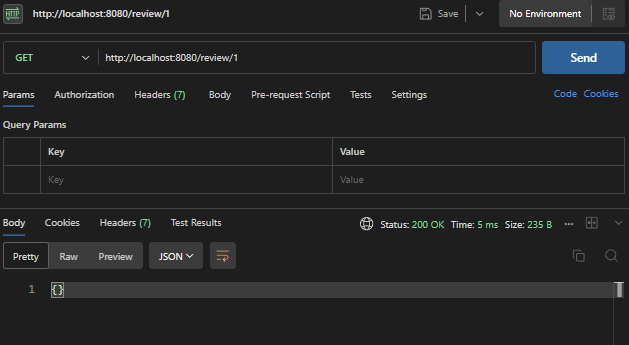 HTTP http://localhost:8080/review/1 Save No Environment
GET http://localhost:8080/review/1 Send
Params Authorization Headers (7) Body Pre-request Script Tests Settings Code Cookies
Query Params
Key Value
Key Value
Body Cookies Headers (7) Test Results Status: 200 OK Time: 5 ms Size: 235 B
Pretty Raw Preview JSON
1 {}